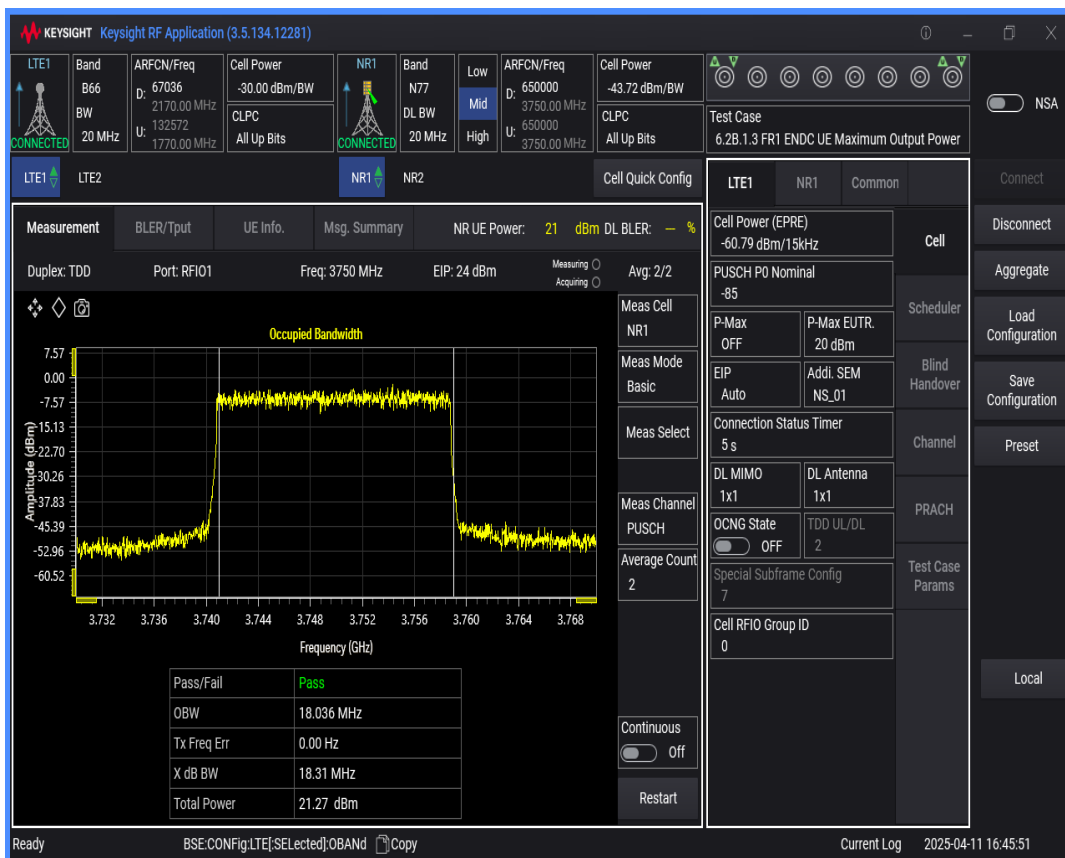 KEYSIGHT Keysight RF Application (3.5.134.12281)
LTE1
CONNECTED
Band
B66
BW
20 MHz
ARFCN/Freq
D: 67036
2170.00 MHz
U: 132572
1770.00 MHz
Cell Power
-30.00 dBm/BW
CLPC
All Up Bits
NR1
CONNECTED
Band
N77
DL BW
20 MHz
Low
Mid
High
ARFCN/Freq
D: 650000
3750.00 MHz
U: 650000
3750.00 MHz
Cell Power
-43.72 dBm/BW
CLPC
All Up Bits
Test Case
6.2B.1.3 FR1 ENDC UE Maximum Output Power
NSA
LTE1 LTE2 NR1 NR2 Cell Quick Config
Measurement BLER/Tput UE Info. Msg. Summary NR UE Power: 21 dBm DL BLER: — %
Duplex: TDD Port: RFIO1 Freq: 3750 MHz EIP: 24 dBm Measuring Acquiring Avg: 2/2
Occupied Bandwidth
Amplitude (dBm)
7.57
0.00
-7.57
-15.13
-22.70
-30.26
-37.83
-45.39
-52.96
-60.52
3.732 3.736 3.740 3.744 3.748 3.752 3.756 3.760 3.764 3.768
Frequency (GHz)
Pass/Fail Pass
OBW 18.036 MHz
Tx Freq Err 0.00 Hz
X dB BW 18.31 MHz
Total Power 21.27 dBm
Meas Cell
NR1
Meas Mode
Basic
Meas Select
Meas Channel
PUSCH
Average Count
2
Continuous
Off
Restart
LTE1 NR1 Common
Cell Power (EPRE)
-60.79 dBm/15kHz
PUSCH P0 Nominal
-85
P-Max
OFF
P-Max EUTR.
20 dBm
EIP
Auto
Addi. SEM
NS_01
Connection Status Timer
5 s
DL MIMO
1x1
DL Antenna
1x1
OCNG State
OFF
TDD UL/DL
2
Special Subframe Config
7
Cell RFIO Group ID
0
Cell
Scheduler
Blind
Handover
Channel
PRACH
Test Case
Params
Connect
Disconnect
Aggregate
Load
Configuration
Save
Configuration
Preset
Local
Ready BSE:CONFig:LTE[:SELected]:OBANd Copy Current Log 2025-04-11 16:45:51